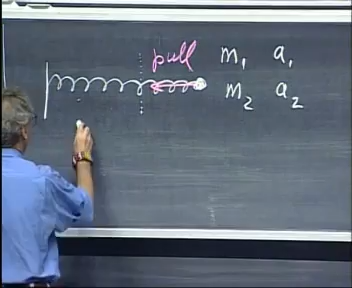 pull m₁ a₁
m₂ a₂